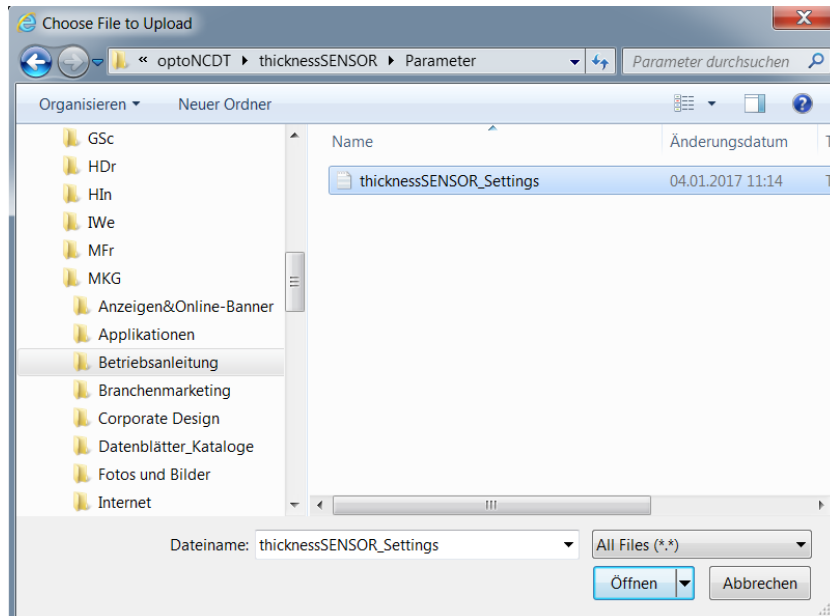 Choose File to Upload
« optoNCDT ▸ thicknessSENSOR ▸ Parameter
Parameter durchsuchen
Organisieren
Neuer Ordner
GSc
HDr
HIn
IWe
MFr
MKG
Anzeigen&Online-Banner
Applikationen
Betriebsanleitung
Branchenmarketing
Corporate Design
Datenblätter_Kataloge
Fotos und Bilder
Internet
Name
Änderungsdatum
T
thicknessSENSOR_Settings
04.01.2017 11:14
T
Dateiname:
thicknessSENSOR_Settings
All Files (*.*)
Öffnen
Abbrechen